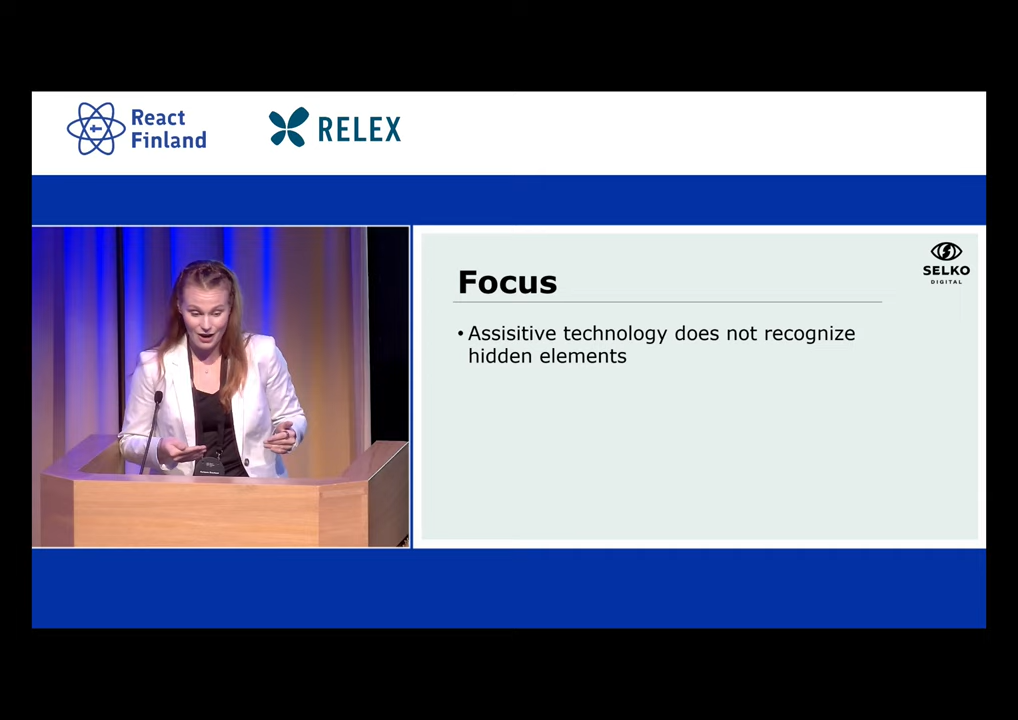 React
Finland
RELEX
SELKO
DIGITAL
Focus
• Assisitive technology does not recognize
hidden elements